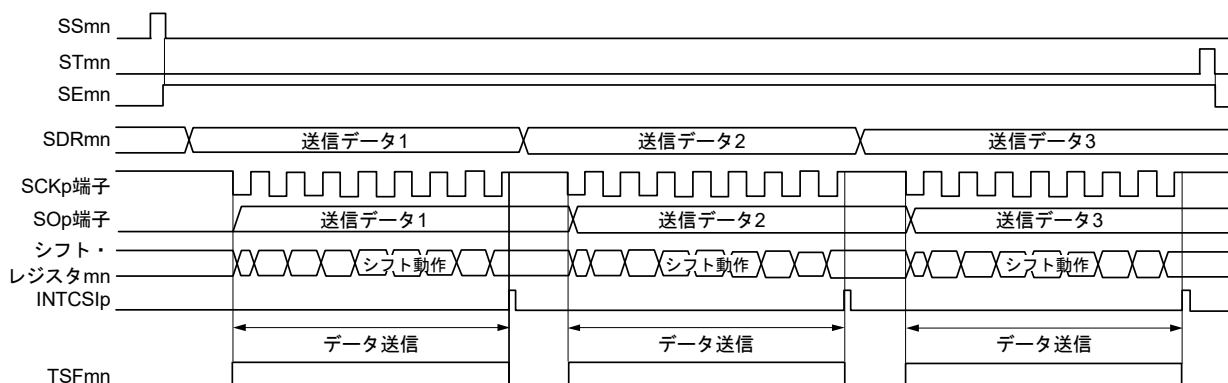 SSmn
STmn
SEmn
SDRmn 送信データ1 送信データ2 送信データ3
SCKp端子
SOp端子 送信データ1 送信データ2 送信データ3
シフト・
レジスタmn シフト動作 シフト動作 シフト動作
INTCSIp
データ送信 データ送信 データ送信
TSFmn